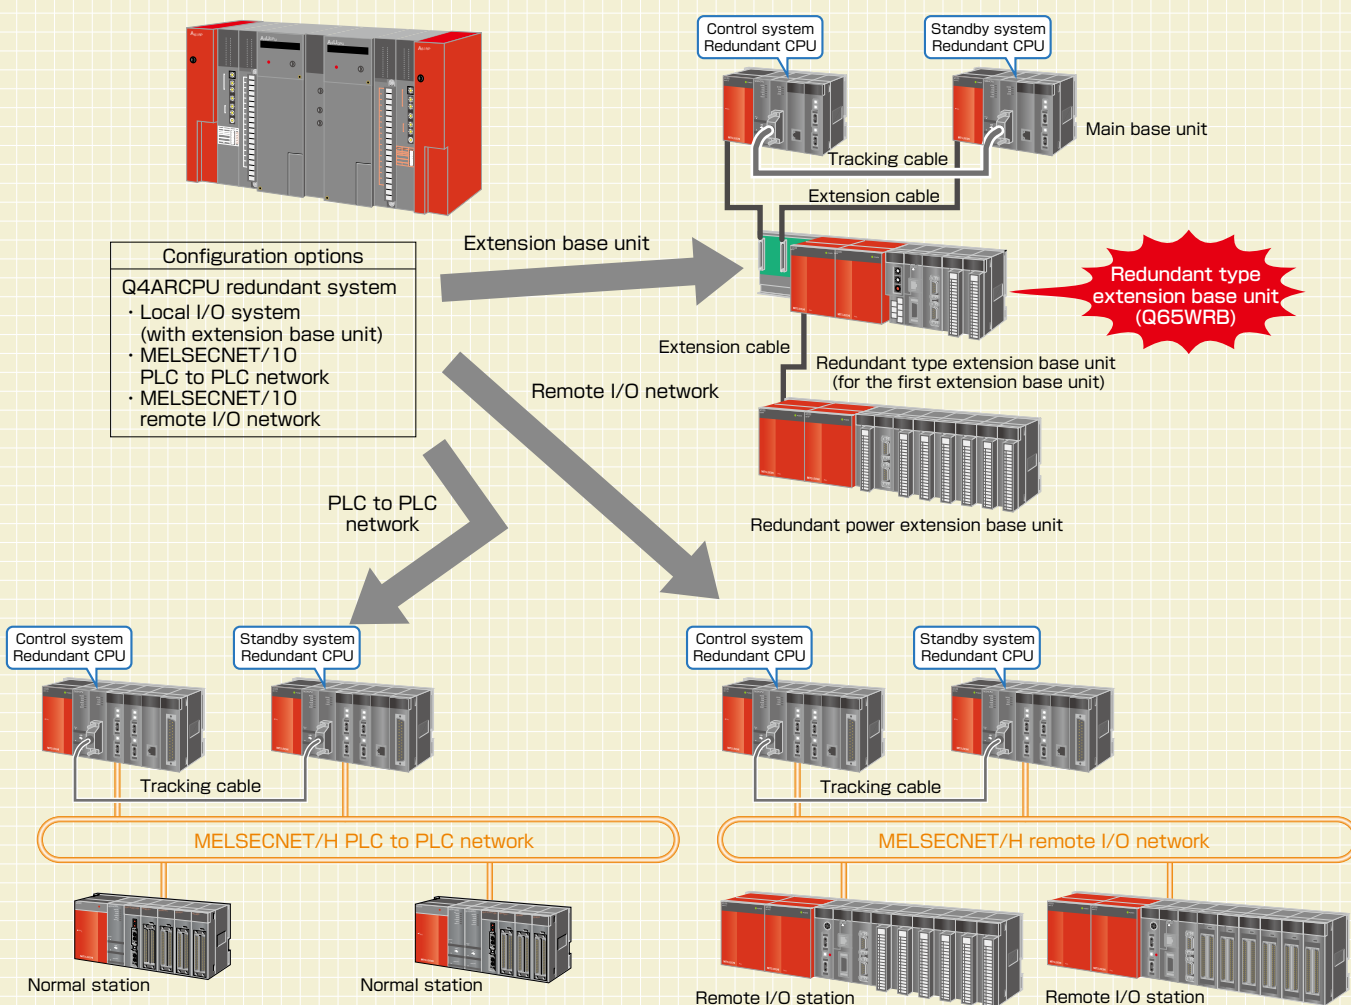 Control system
Redundant CPU
Standby system
Redundant CPU
Main base unit
Tracking cable
Extension cable
Configuration options
Q4ARCPU redundant system
・Local I/O system
(with extension base unit)
・MELSECNET/10
PLC to PLC network
・MELSECNET/10
remote I/O network
Extension base unit
Redundant type
extension base unit
(Q65WRB)
Extension cable
Redundant type extension base unit
(for the first extension base unit)
Remote I/O network
Redundant power extension base unit
PLC to PLC
network
Control system
Redundant CPU
Standby system
Redundant CPU
Tracking cable
MELSECNET/H PLC to PLC network
Normal station
Normal station
Control system
Redundant CPU
Standby system
Redundant CPU
Tracking cable
MELSECNET/H remote I/O network
Remote I/O station
Remote I/O station